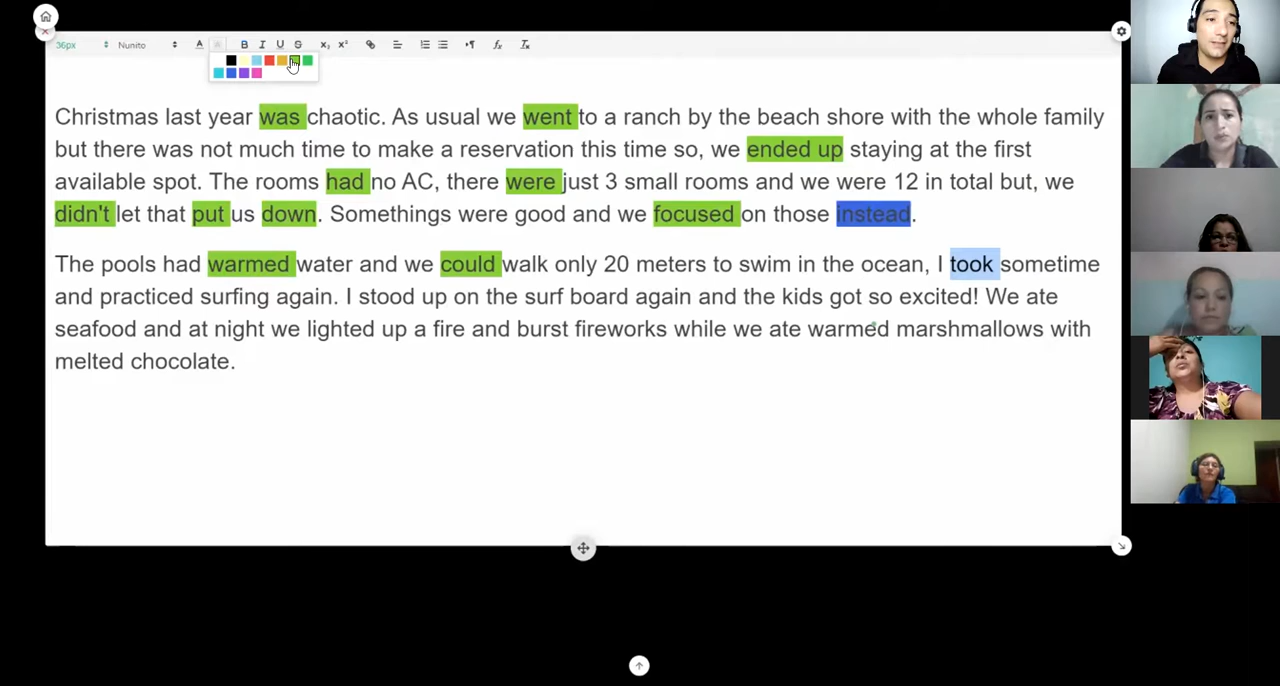 36px Nunito A B I U S X₂ X² fx Tx
Christmas last year was chaotic. As usual we went to a ranch by the beach shore with the whole family
but there was not much time to make a reservation this time so, we ended up staying at the first
available spot. The rooms had no AC, there were just 3 small rooms and we were 12 in total but, we
didn't let that put us down. Somethings were good and we focused on those instead.
The pools had warmed water and we could walk only 20 meters to swim in the ocean, I took sometime
and practiced surfing again. I stood up on the surf board again and the kids got so excited! We ate
seafood and at night we lighted up a fire and burst fireworks while we ate warmed marshmallows with
melted chocolate.